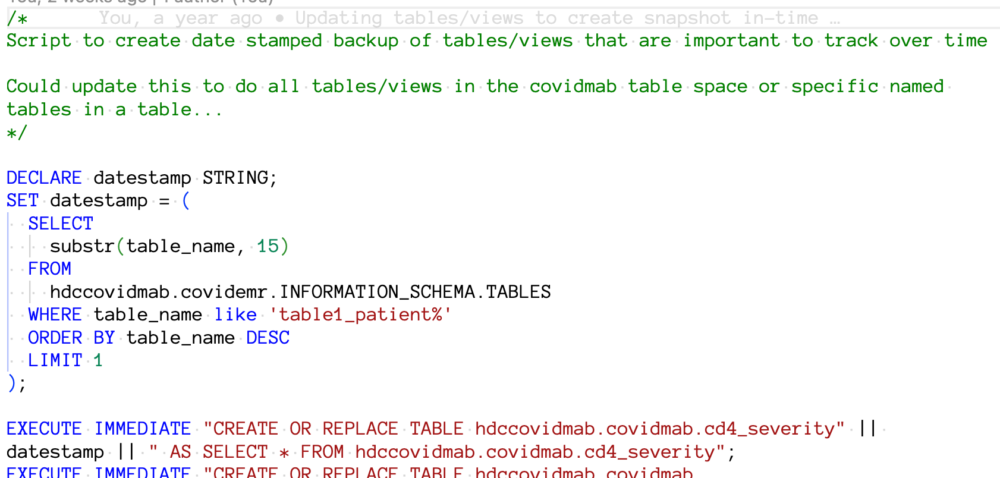 You, 2 weeks ago | 1 author (You)
/* You, a year ago • Updating tables/views to create snapshot in-time …
Script to create date stamped backup of tables/views that are important to track over time
Could update this to do all tables/views in the covidmab table space or specific named
tables in a table...
*/
DECLARE datestamp STRING;
SET datestamp = (
SELECT
substr(table_name, 15)
FROM
hdccovidmab.covidemr.INFORMATION_SCHEMA.TABLES
WHERE table_name like 'table1_patient%'
ORDER BY table_name DESC
LIMIT 1
);
EXECUTE IMMEDIATE "CREATE OR REPLACE TABLE hdccovidmab.covidmab.cd4_severity" ||
datestamp || " AS SELECT * FROM hdccovidmab.covidmab.cd4_severity";
EXECUTE IMMEDIATE "CREATE OR REPLACE TABLE hdccovidmab.covidmab.